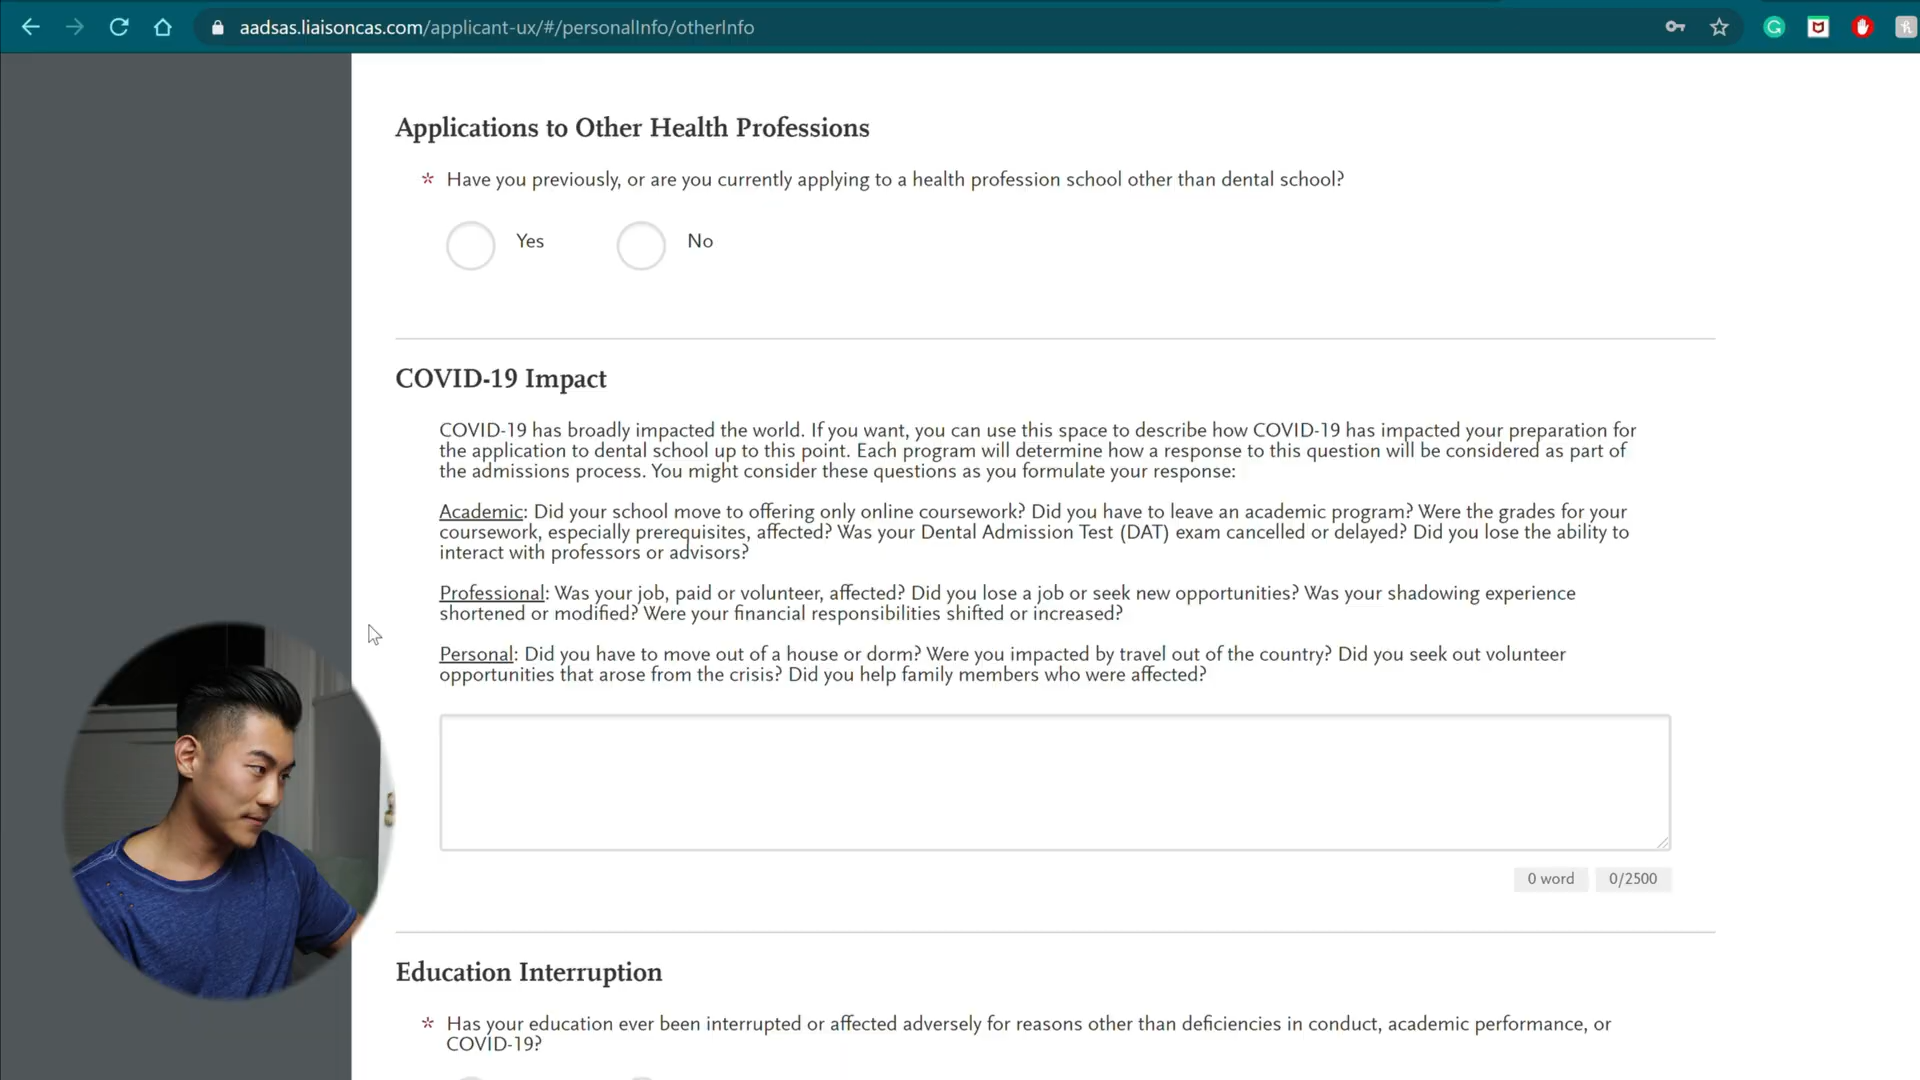 aadsas.liaisoncas.com/applicant-ux/#/personalInfo/otherInfo
Applications to Other Health Professions
* Have you previously, or are you currently applying to a health profession school other than dental school?
Yes No
COVID-19 Impact
COVID-19 has broadly impacted the world. If you want, you can use this space to describe how COVID-19 has impacted your preparation for
the application to dental school up to this point. Each program will determine how a response to this question will be considered as part of
the admissions process. You might consider these questions as you formulate your response:
Academic: Did your school move to offering only online coursework? Did you have to leave an academic program? Were the grades for your
coursework, especially prerequisites, affected? Was your Dental Admission Test (DAT) exam cancelled or delayed? Did you lose the ability to
interact with professors or advisors?
Professional: Was your job, paid or volunteer, affected? Did you lose a job or seek new opportunities? Was your shadowing experience
shortened or modified? Were your financial responsibilities shifted or increased?
Personal: Did you have to move out of a house or dorm? Were you impacted by travel out of the country? Did you seek out volunteer
opportunities that arose from the crisis? Did you help family members who were affected?
0 word 0/2500
Education Interruption
* Has your education ever been interrupted or affected adversely for reasons other than deficiencies in conduct, academic performance, or
COVID-19?